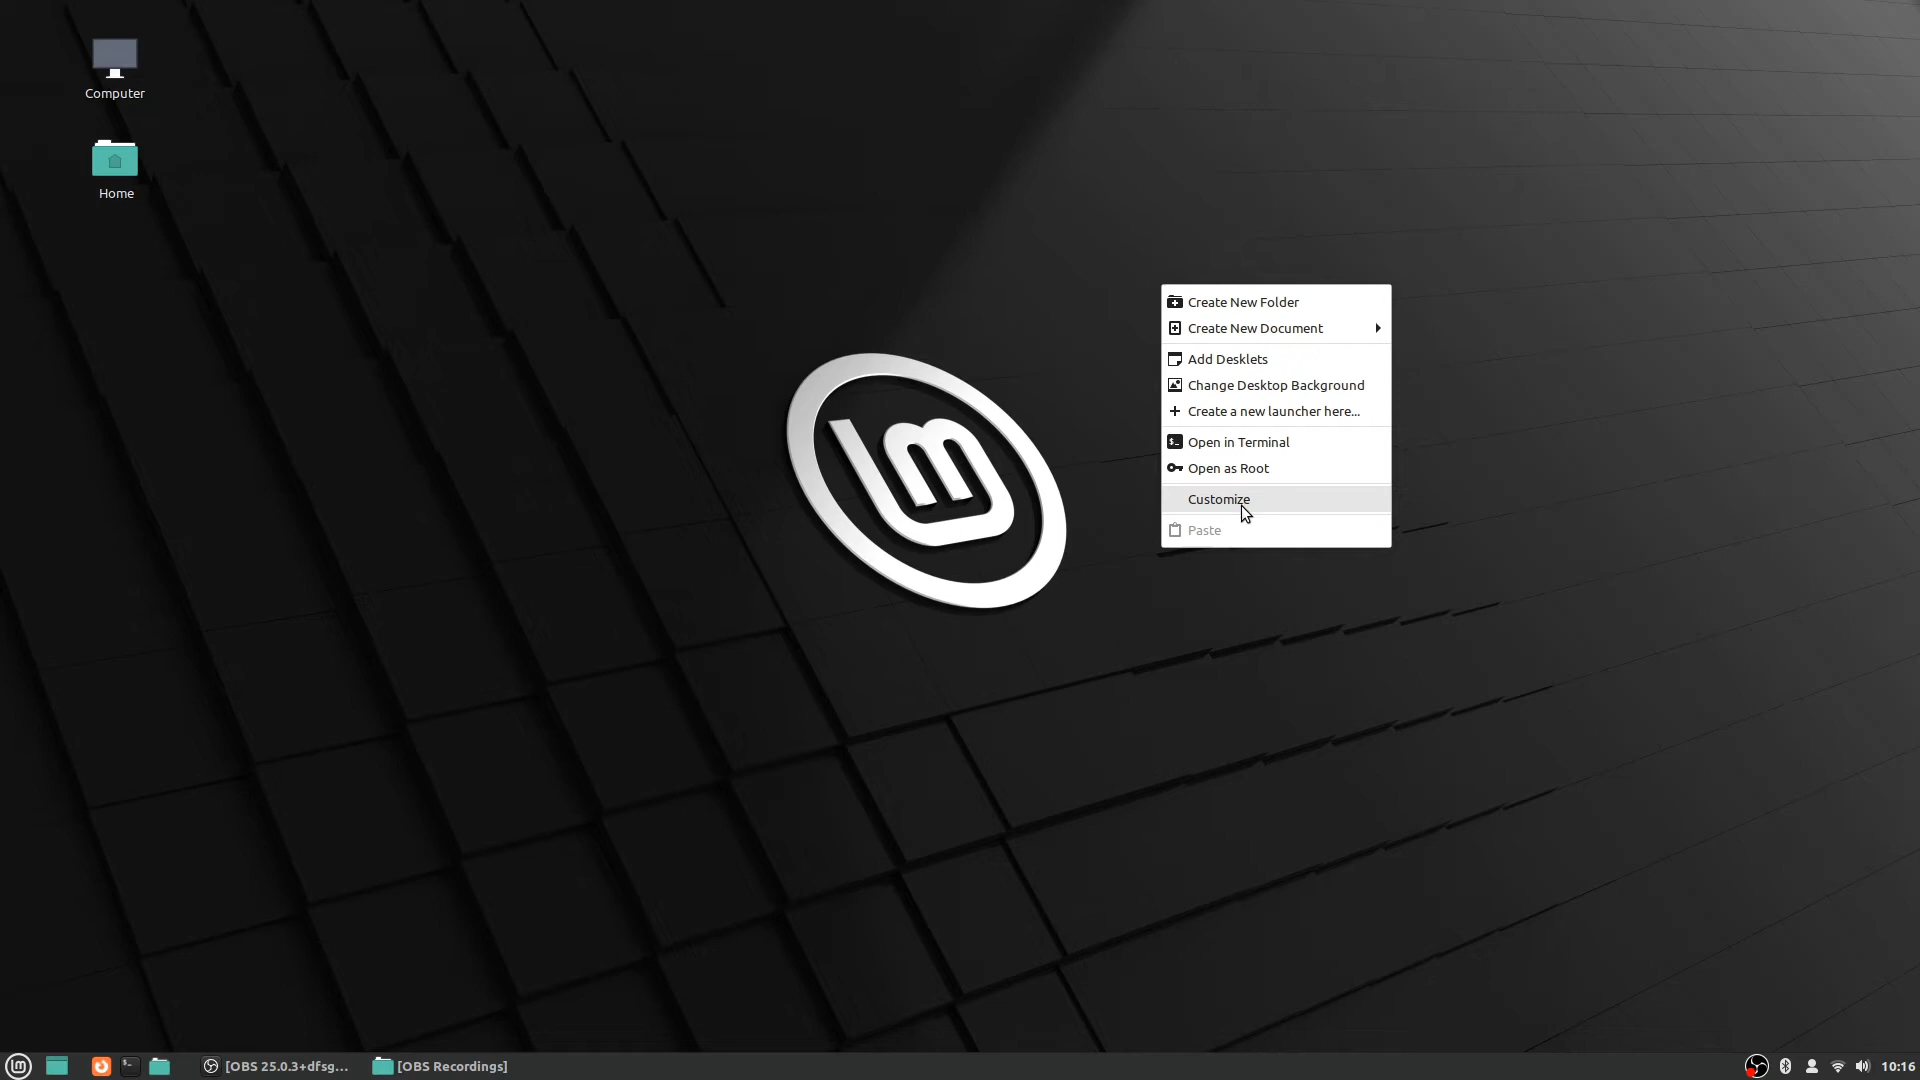 Computer
Home
Create New Folder
Create New Document
Add Desklets
Change Desktop Background
Create a new launcher here...
Open in Terminal
Open as Root
Customize
Paste
[OBS 25.0.3+dfsg... [OBS Recordings] 10:16